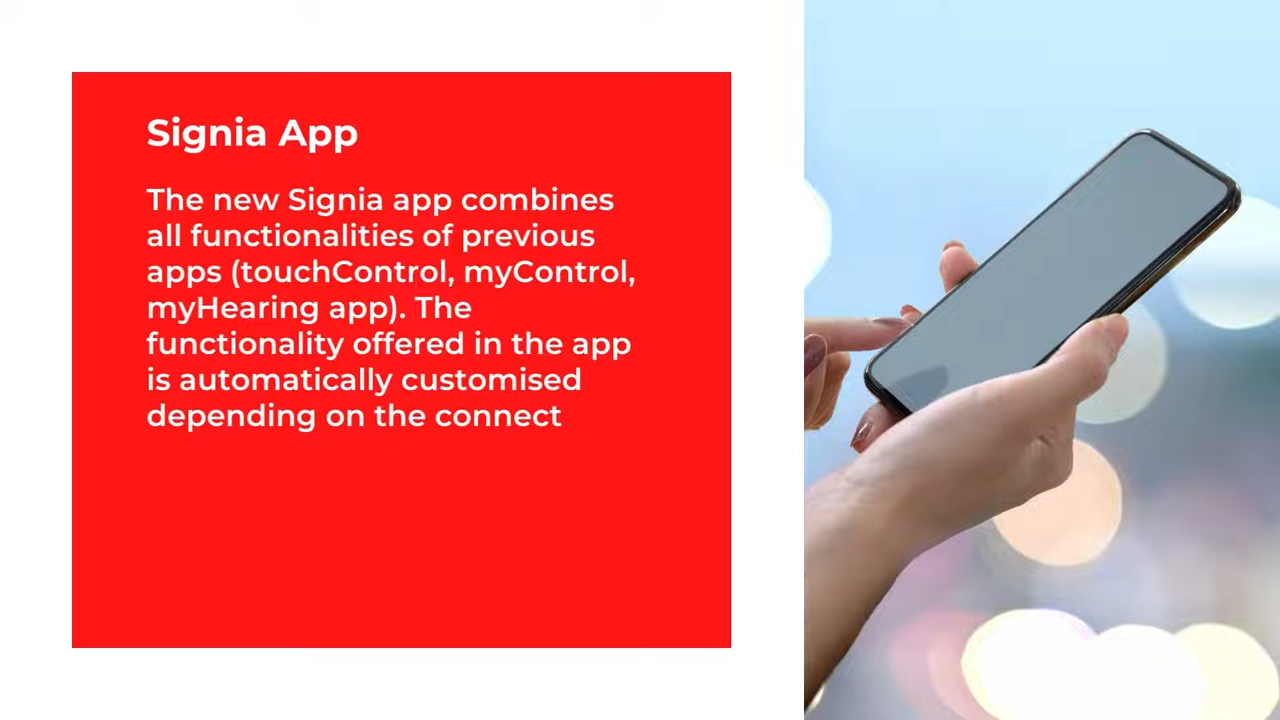 Signia App
The new Signia app combines
all functionalities of previous
apps (touchControl, myControl,
myHearing app). The
functionality offered in the app
is automatically customised
depending on the connect